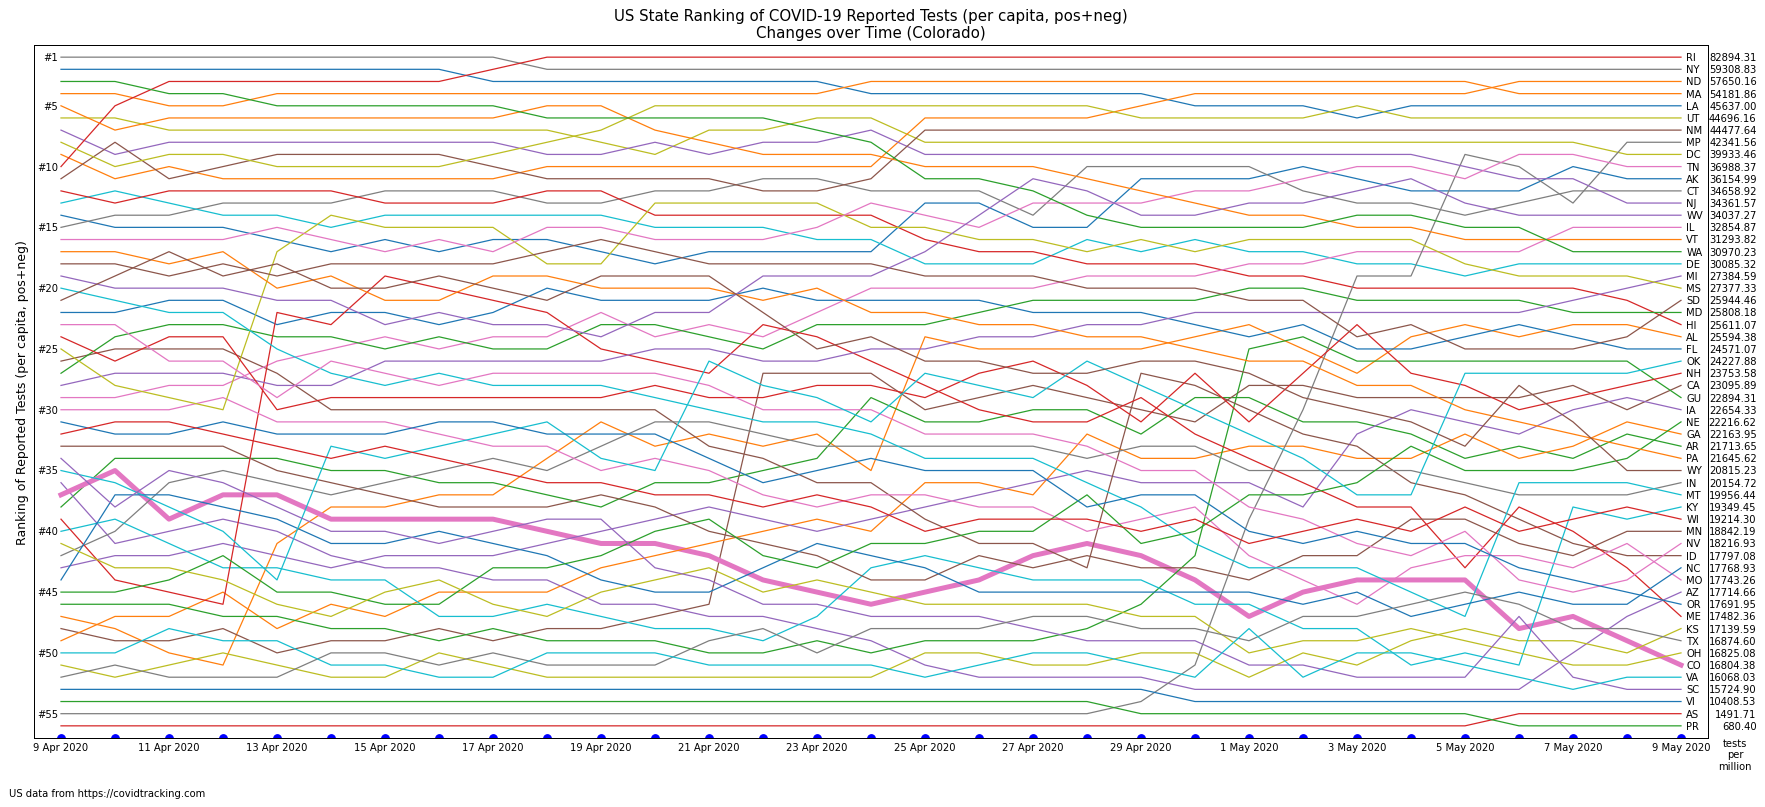 US State Ranking of COVID-19 Reported Tests (per capita, pos+neg)
Changes over Time (Colorado)
Ranking of Reported Tests (per capita, pos+neg)
#1
#5
#10
#15
#20
#25
#30
#35
#40
#45
#50
#55
RI 82894.31
NY 59308.83
ND 57650.16
MA 54181.86
LA 45637.00
UT 44696.16
NM 44477.64
MP 42341.56
DC 39933.46
TN 36988.37
AK 36154.99
CT 34658.92
NJ 34361.57
WV 34037.27
IL 32854.87
VT 31293.82
WA 30970.23
DE 30085.32
MI 27384.59
MS 27377.33
SD 25944.46
MD 25808.18
HI 25611.07
AL 25594.38
FL 24571.07
OK 24227.88
NH 23753.58
CA 23095.89
GU 22894.31
IA 22654.33
NE 22216.62
GA 22163.95
AR 21713.65
PA 21645.62
WY 20815.23
IN 20154.72
MT 19956.44
KY 19349.45
WI 19214.30
MN 18842.19
NV 18216.93
ID 17797.08
NC 17768.93
MO 17743.26
AZ 17714.66
OR 17691.95
ME 17482.36
KS 17139.59
TX 16874.60
OH 16825.08
CO 16804.38
VA 16068.03
SC 15724.90
VI 10408.53
AS 1491.71
PR 680.40
9 Apr 2020 11 Apr 2020 13 Apr 2020 15 Apr 2020 17 Apr 2020 19 Apr 2020 21 Apr 2020 23 Apr 2020 25 Apr 2020 27 Apr 2020 29 Apr 2020 1 May 2020 3 May 2020 5 May 2020 7 May 2020 9 May 2020
tests
per
million
US data from https://covidtracking.com